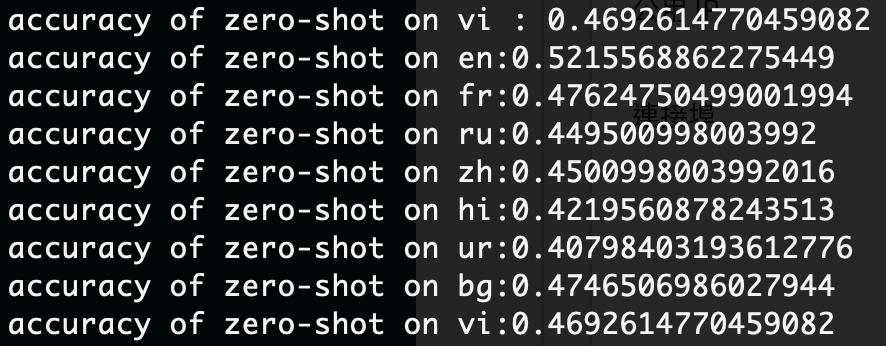 accuracy of zero-shot on vi : 0.4692614770459082
accuracy of zero-shot on en:0.5215568862275449
accuracy of zero-shot on fr:0.47624750499001994
accuracy of zero-shot on ru:0.449500998003992
accuracy of zero-shot on zh:0.4500998003992016
accuracy of zero-shot on hi:0.4219560878243513
accuracy of zero-shot on ur:0.40798403193612776
accuracy of zero-shot on bg:0.4746506986027944
accuracy of zero-shot on vi:0.4692614770459082
連接埠